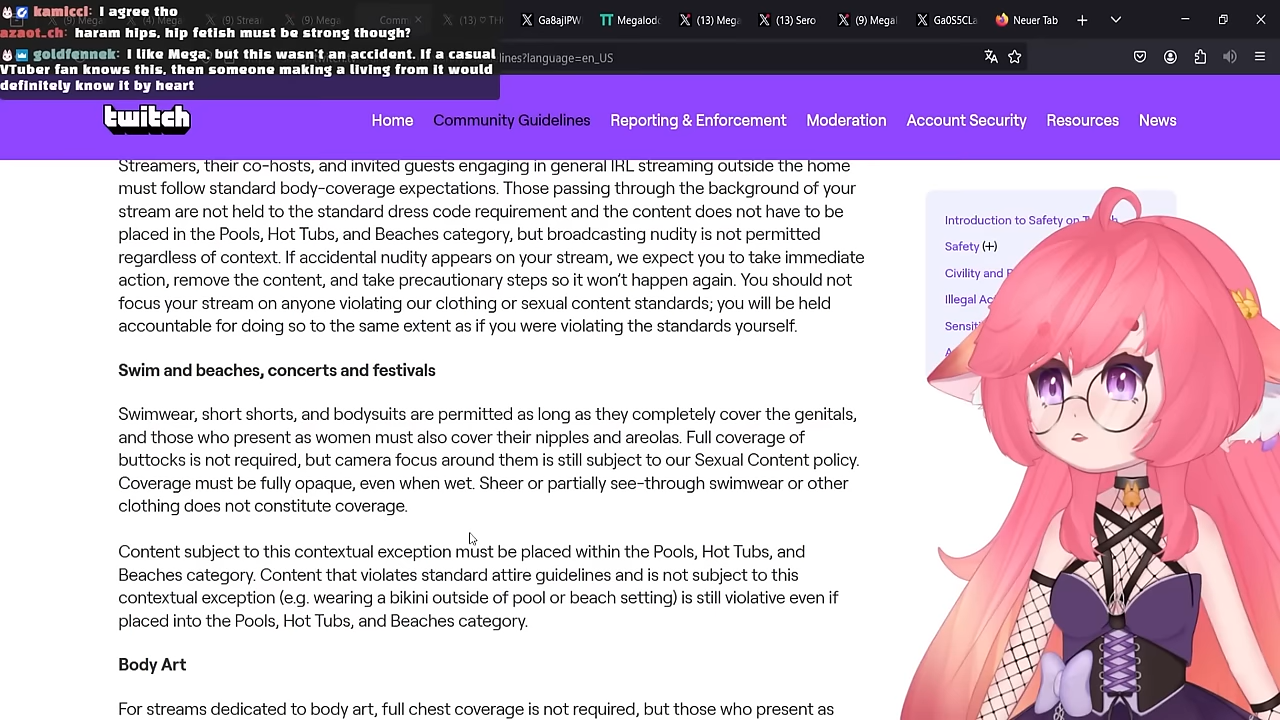 kamicci: I agree tho
azaot_ch: haram hips, hip fetish must be strong though?
goldfennek: I like Mega, but this wasn't an accident. If a casual
VTuber fan knows this, then someone making a living from it would
definitely know it by heart
(9) Mega
(4) Mega
(9) Strea
(9) Mega
Comm
(13)
Ga8ajIPW
Megalod
(13) Mega
(13) Sero
(9) Megal
Ga0S5CLa
Neuer Tab
lines?language=en_US
twitch
Home
Community Guidelines
Reporting & Enforcement
Moderation
Account Security
Resources
News
Streamers, their co-hosts, and invited guests engaging in general IRL streaming outside the home
must follow standard body-coverage expectations. Those passing through the background of your
stream are not held to the standard dress code requirement and the content does not have to be
placed in the Pools, Hot Tubs, and Beaches category, but broadcasting nudity is not permitted
regardless of context. If accidental nudity appears on your stream, we expect you to take immediate
action, remove the content, and take precautionary steps so it won't happen again. You should not
focus your stream on anyone violating our clothing or sexual content standards; you will be held
accountable for doing so to the same extent as if you were violating the standards yourself.
Swim and beaches, concerts and festivals
Swimwear, short shorts, and bodysuits are permitted as long as they completely cover the genitals,
and those who present as women must also cover their nipples and areolas. Full coverage of
buttocks is not required, but camera focus around them is still subject to our Sexual Content policy.
Coverage must be fully opaque, even when wet. Sheer or partially see-through swimwear or other
clothing does not constitute coverage.
Content subject to this contextual exception must be placed within the Pools, Hot Tubs, and
Beaches category. Content that violates standard attire guidelines and is not subject to this
contextual exception (e.g. wearing a bikini outside of pool or beach setting) is still violative even if
placed into the Pools, Hot Tubs, and Beaches category.
Body Art
For streams dedicated to body art, full chest coverage is not required, but those who present as
Introduction to Safety on
Safety (+)
Civility and
Illegal